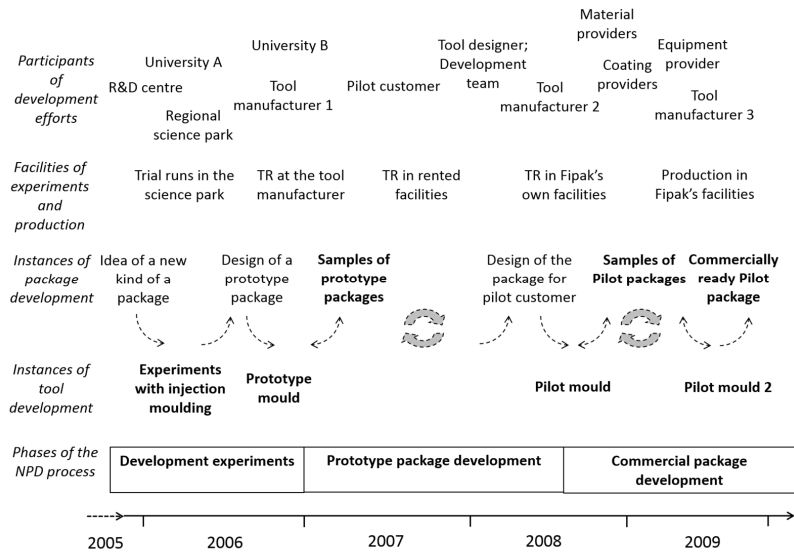 Participants
of
development
efforts
R&D centre
University A
Regional
science park
University B
Tool
manufacturer 1
Pilot customer
Tool designer;
Development
team
Tool
manufacturer 2
Material
providers
Coating
providers
Equipment
provider
Tool
manufacturer 3
Facilities of
experiments
and
production
Trial runs in the
science park
TR at the tool
manufacturer
TR in rented
facilities
TR in Fipak's
own facilities
Production in
Fipak's facilities
Instances of
package
development
Idea of a new
kind of a
package
Design of a
prototype
package
Samples of
prototype
packages
Design of the
package for
pilot customer
Samples of
Pilot packages
Commercially
ready Pilot
package
Instances of
tool
development
Experiments
with injection
moulding
Prototype
mould
Pilot mould
Pilot mould 2
Phases of the
NPD process
Development experiments
Prototype package development
Commercial package
development
2005
2006
2007
2008
2009